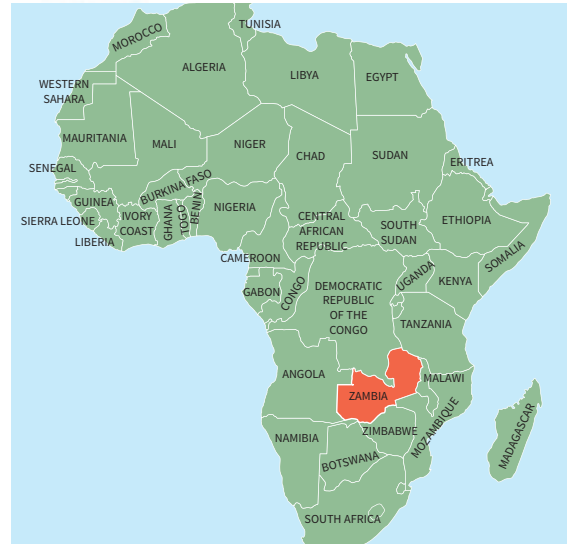 TUNISIA
MOROCCO
ALGERIA
LIBYA
EGYPT
WESTERN
SAHARA
MAURITANIA
MALI
NIGER
CHAD
SUDAN
ERITREA
SENEGAL
GUINEA
BURKINA FASO
SIERRA LEONE
IVORY
COAST
GHANA
TOGO
BENIN
NIGERIA
LIBERIA
CENTRAL
AFRICAN
REPUBLIC
SOUTH
SUDAN
ETHIOPIA
SOMALIA
CAMEROON
GABON
CONGO
DEMOCRATIC
REPUBLIC
OF THE
CONGO
UGANDA
KENYA
TANZANIA
ANGOLA
ZAMBIA
MALAWI
MOZAMBIQUE
ZIMBABWE
NAMIBIA
BOTSWANA
MADAGASCAR
SOUTH AFRICA